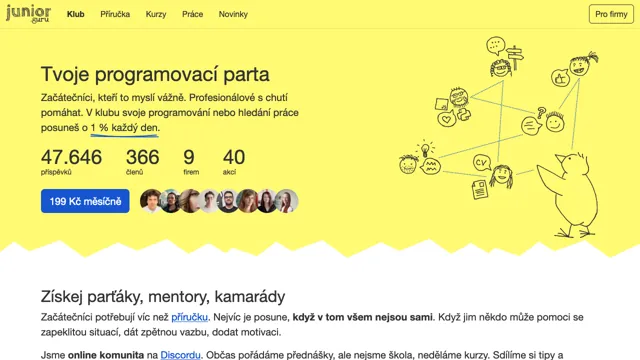 junior
.guru
Klub Příručka Kurzy Práce Novinky
Pro firmy
Tvoje programovací parta
Začátečníci, kteří to myslí vážně. Profesionálové s chutí
pomáhat. V klubu svoje programování nebo hledání práce
posuneš o 1 % každý den.
47.646 366 9 40
příspěvků členů firem akcí
199 Kč měsíčně
CV
Získej parťáky, mentory, kamarády
Začátečníci potřebují víc než příručku. Nejvíc je posune, když v tom všem nejsou sami. Když jim někdo může pomoci se
zapeklitou situací, dát zpětnou vazbu, dodat motivaci.
Jsme online komunita na Discordu. Občas pořádáme přednášky, ale nejsme škola, neděláme kurzy. Sdílíme si tipy a